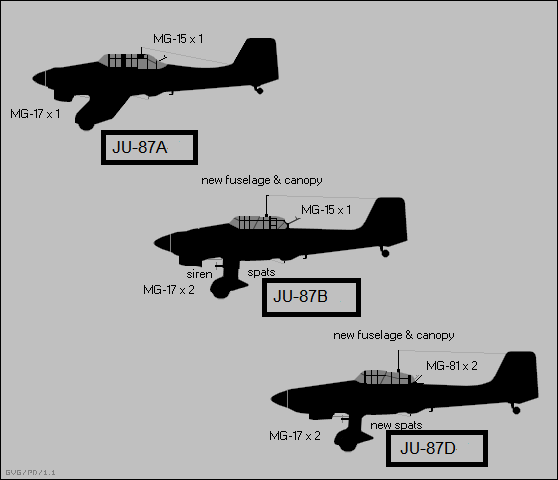 MG-15 x 1
MG-17 x 1
JU-87A
new fuselage & canopy
MG-15 x 1
siren
spats
MG-17 x 2
JU-87B
new fuselage & canopy
MG-81 x 2
new spats
MG-17 x 2
JU-87D
GVG/PD/1.1